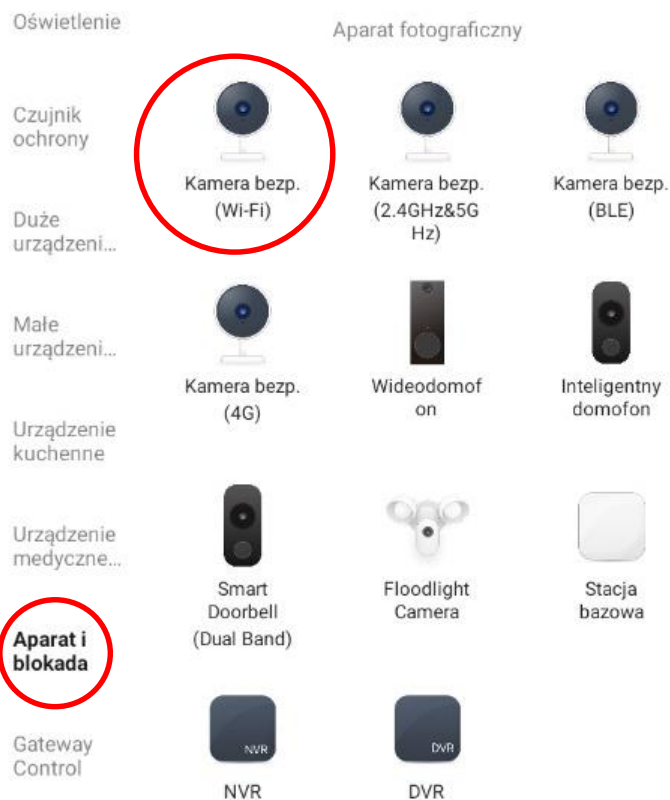 Oświetlenie
Aparat fotograficzny
Czujnik
ochrony
Duże
urządzeni...
Małe
urządzeni...
Urządzenie
kuchenne
Urządzenie
medyczne...
Aparat i
blokada
Gateway
Control
Kamera bezp.
(Wi-Fi)
Kamera bezp.
(2.4GHz&5G
Hz)
Kamera bezp.
(BLE)
Kamera bezp.
(4G)
Wideodomof
on
Inteligentny
domofon
Smart
Doorbell
(Dual Band)
Floodlight
Camera
Stacja
bazowa
NVR
NVR
DVR
DVR